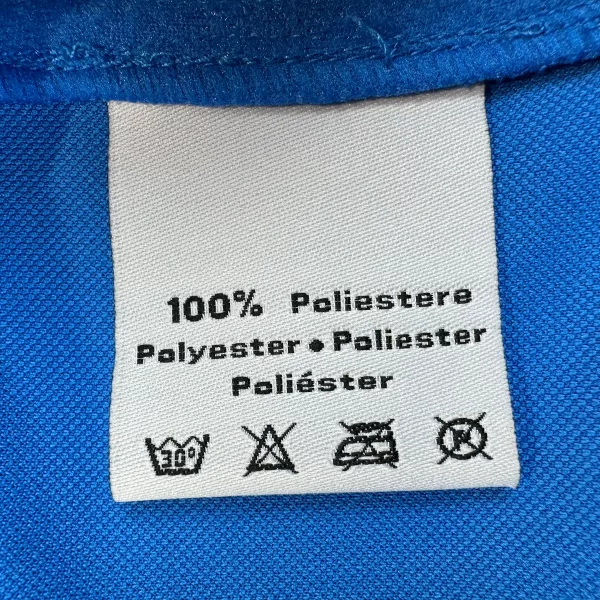 100% Poliestere
Polyester • Poliester
Poliéster
30° P